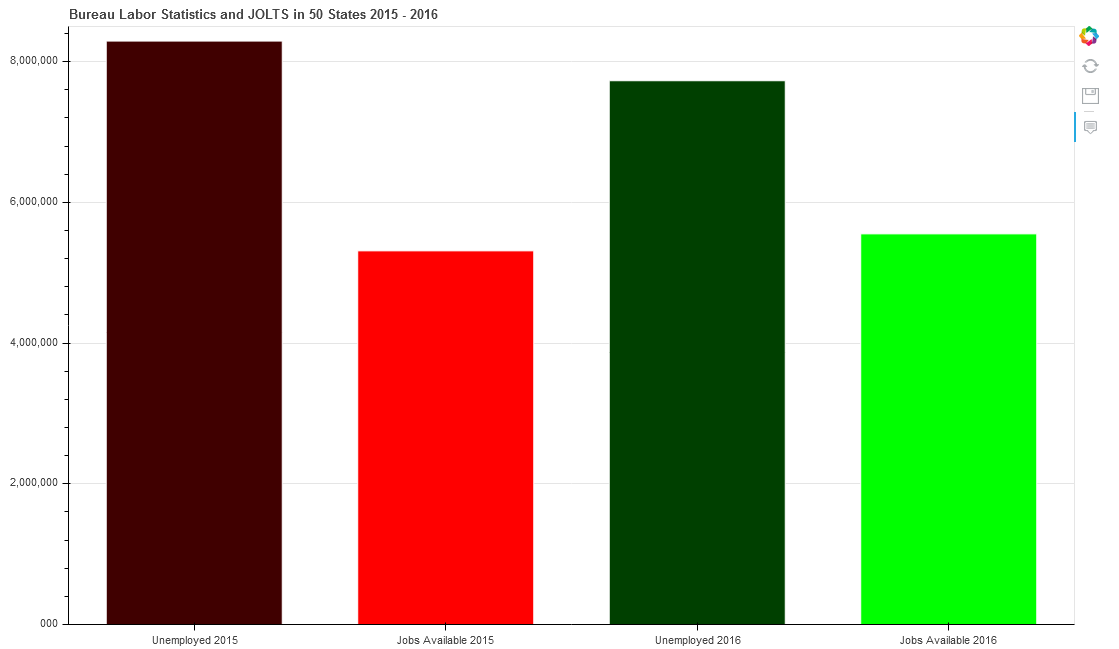 Bureau Labor Statistics and JOLTS in 50 States 2015 - 2016
8,000,000
6,000,000
4,000,000
2,000,000
000
Unemployed 2015
Jobs Available 2015
Unemployed 2016
Jobs Available 2016